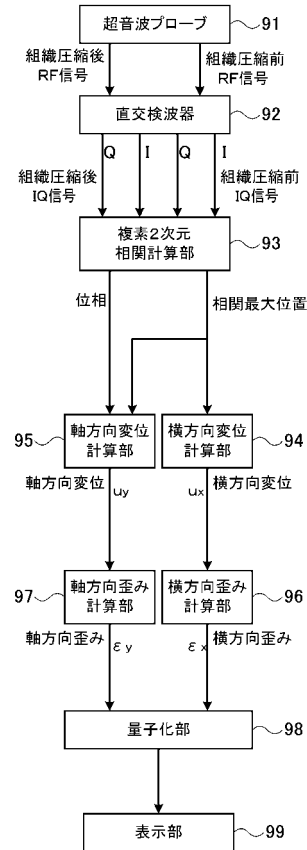 超音波プローブ
91
組織圧縮後
RF信号
組織圧縮前
RF信号
直交検波器
92
Q
I
Q
I
組織圧縮後
IQ信号
組織圧縮前
IQ信号
複素2次元
相関計算部
93
位相
相関最大位置
95
軸方向変位
計算部
横方向変位
計算部
94
軸方向変位
uy
ux
横方向変位
97
軸方向歪み
計算部
横方向歪み
計算部
96
軸方向歪み
εy
εx
横方向歪み
量子化部
98
表示部
99